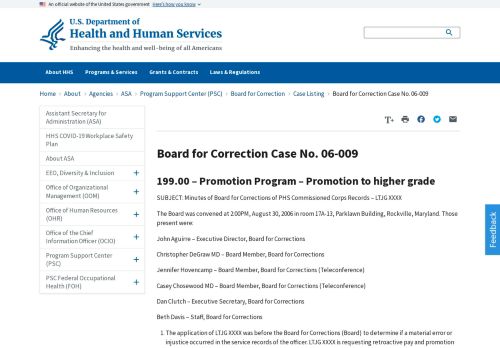 An official website of the United States government Here's how you know
U.S. Department of
Health and Human Services
Enhancing the health and well-being of all Americans
About HHS Programs & Services Grants & Contracts Laws & Regulations
Home › About › Agencies › ASA › Program Support Center (PSC) › Board for Correction › Case Listing › Board for Correction Case No. 06-009
Assistant Secretary for
Administration (ASA)
HHS COVID-19 Workplace Safety
Plan
About ASA
EEO, Diversity & Inclusion +
Office of Organizational
Management (OOM) +
Office of Human Resources
(OHR) +
Office of the Chief
Information Officer (OCIO) +
Program Support Center
(PSC) +
PSC Federal Occupational
Health (FOH) +
T+
Board for Correction Case No. 06-009
199.00 – Promotion Program – Promotion to higher grade
SUBJECT: Minutes of Board for Corrections of PHS Commissioned Corps Records – LTJG XXXX
The Board was convened at 2:00PM, August 30, 2006 in room 17A-13, Parklawn Building, Rockville, Maryland. Those
present were:
John Aguirre – Executive Director, Board for Corrections
Christopher DeGraw MD – Board Member, Board for Corrections
Jennifer Hovencamp – Board Member, Board for Corrections (Teleconference)
Casey Chosewood MD – Board Member, Board for Corrections (Teleconference)
Dan Clutch – Executive Secretary, Board for Corrections
Beth Davis – Staff, Board for Corrections
1. The application of LTJG XXXX was before the Board for Corrections (Board) to determine if a material error or
injustice occurred in the service records of the officer. LTJG XXXX is requesting retroactive pay and promotion
Feedback